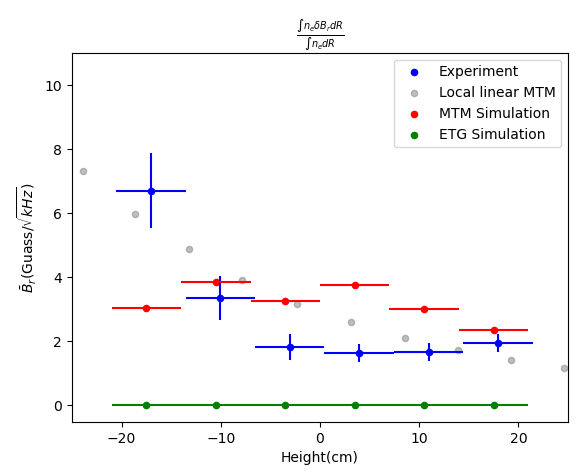 ∫n_e δB_r dR / ∫n_e dR
Experiment
Local linear MTM
MTM Simulation
ETG Simulation
10
8
6
4
2
0
B̄_r(Guass/√kHz)
−20 −10 0 10 20
Height(cm)